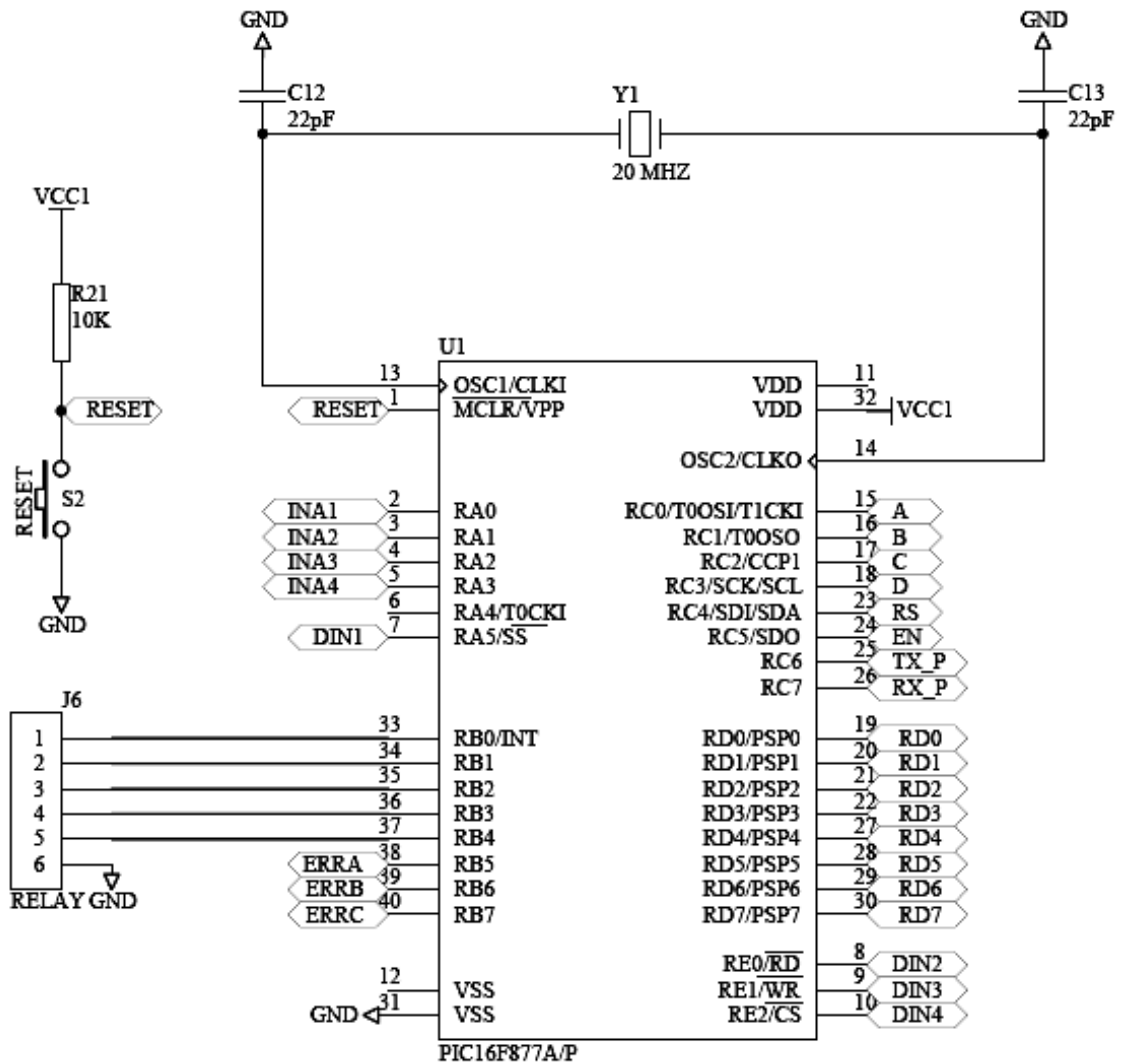 GND
GND
C12
22pF
Y1
20 MHZ
C13
22pF
VCC1
R21
10K
RESET
RESET
S2
GND
U1
13
OSC1/CLKI
RESET
1
MCLR/VPP
INA1
2
RA0
INA2
3
RA1
INA3
4
RA2
INA4
5
RA3
6
RA4/T0CKI
DIN1
7
RA5/SS
J6
1
33
RB0/INT
2
34
RB1
3
35
RB2
4
36
RB3
5
37
RB4
6
ERRA
38
RB5
ERRB
39
RB6
ERRC
40
RB7
RELAY GND
12
VSS
GND
31
VSS
VDD
11
VDD
32
VCC1
OSC2/CLKO
14
RC0/T0OSI/T1CKI
15
A
RC1/T0OSO
16
B
RC2/CCP1
17
C
RC3/SCK/SCL
18
D
RC4/SDI/SDA
23
RS
RC5/SDO
24
EN
RC6
25
TX_P
RC7
26
RX_P
RD0/PSP0
19
RD0
RD1/PSP1
20
RD1
RD2/PSP2
21
RD2
RD3/PSP3
22
RD3
RD4/PSP4
27
RD4
RD5/PSP5
28
RD5
RD6/PSP6
29
RD6
RD7/PSP7
30
RD7
RE0/RD
8
DIN2
RE1/WR
9
DIN3
RE2/CS
10
DIN4
PIC16F877A/P